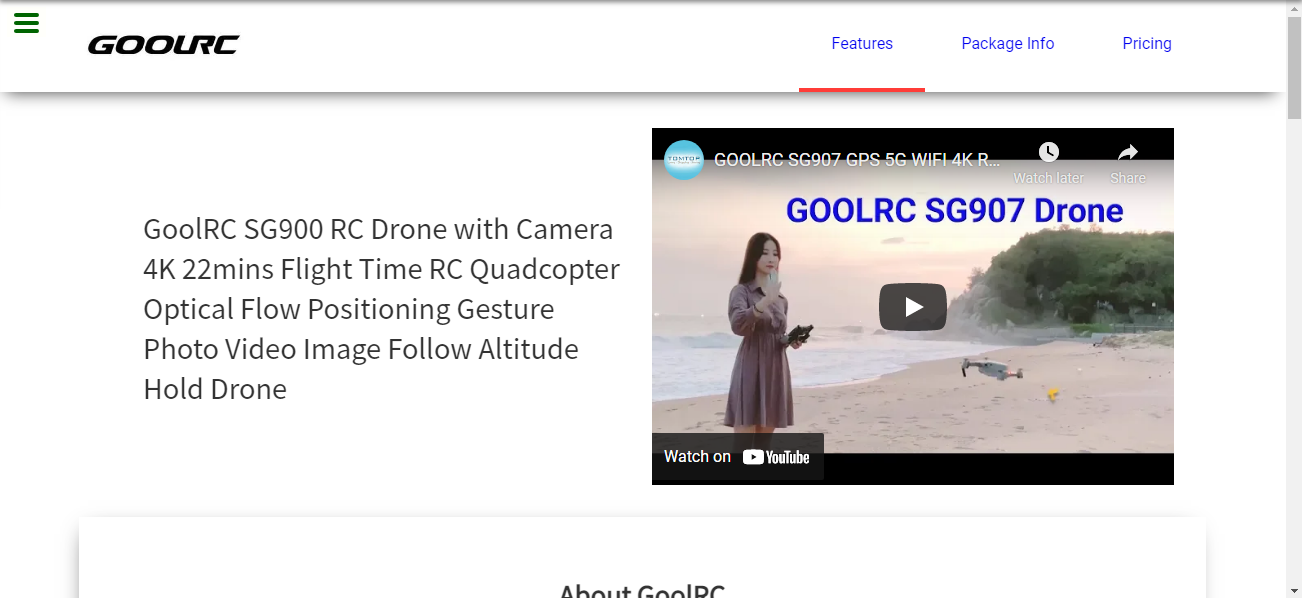 GOOLRC
Features
Package Info
Pricing
GoolRC SG900 RC Drone with Camera
4K 22mins Flight Time RC Quadcopter
Optical Flow Positioning Gesture
Photo Video Image Follow Altitude
Hold Drone
TOMTOP
GOOLRC SG907 GPS 5G WIFI 4K R...
Watch later
Share
GOOLRC SG907 Drone
Watch on YouTube
About GoolRC